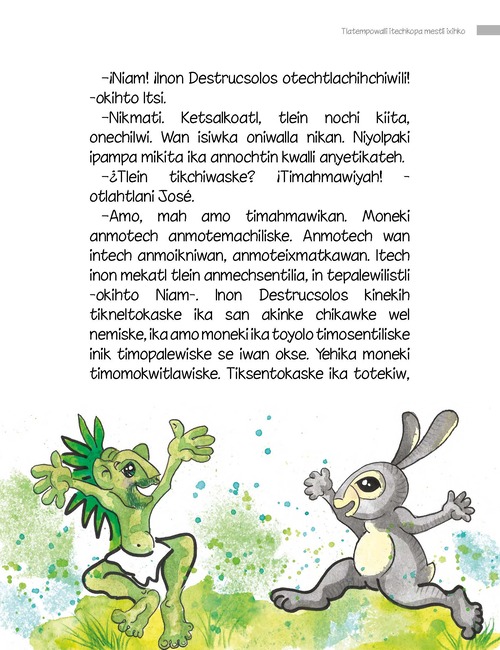 Tlatempowalli itechkopa mestli ixihko
–¡Niam! ¡Inon Destrucsolos otechtlachihchiwili!
-okihto Itsi.
–Nikmati. Ketsalkoatl, tlein nochi kiita,
onechilwi. Wan isiwka oniwalla nikan. Niyolpaki
ipampa mikita ika annochtin kwalli anyetikateh.
–¿Tlein tikchiwaske? ¡Timahmawiyah! -
otlahtlani José.
–Amo, mah amo timahmawikan. Moneki
anmotech anmotemachiliske. Anmotech wan
intech anmoikniwan, anmoteixmatkawan. Itech
inon mekatl tlein anmechsentilia, in tepalewilistli
-okihto Niam-. Inon Destrucsolos kinekih
tikneltokaske ika san akinke chikawke wel
nemiske, ika amo moneki ika toyolo timosentiliske
inik timopalewiske se iwan okse. Yehika moneki
timomokwitlawiske. Tiksentokaske ika totekiw,